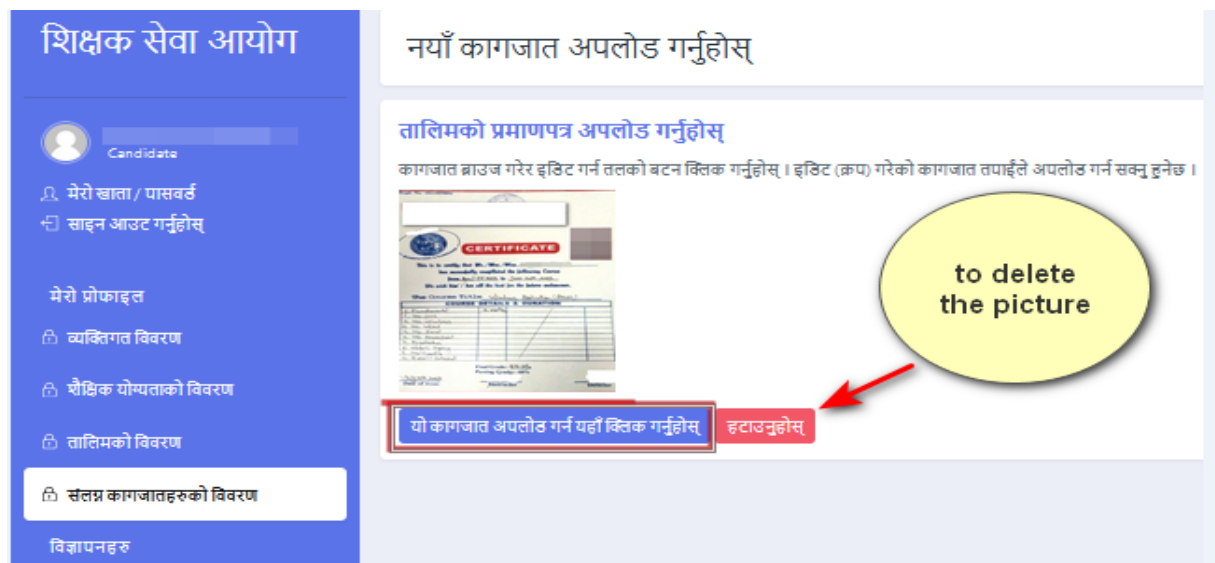 शिक्षक सेवा आयोग
Candidate
मेरो खाता / पासवर्ड
साइन आउट गर्नुहोस्
मेरो प्रोफाइल
व्यक्तिगत विवरण
शैक्षिक योग्यताको विवरण
तालिमको विवरण
संलग्न कागजातहरुको विवरण
विज्ञापनहरु
नयाँ कागजात अपलोड गर्नुहोस्
तालिमको प्रमाणपत्र अपलोड गर्नुहोस्
कागजात ब्राउज गरेर इडिट गर्न तलको बटन क्लिक गर्नुहोस् । इडिट (क्रप) गरेको कागजात तपाईंले अपलोड गर्न सक्नु हुनेछ ।
CERTIFICATE
COURSE DETAILS & DURATION
यो कागजात अपलोड गर्न यहाँ क्लिक गर्नुहोस्
हटाउनुहोस्
to delete
the picture